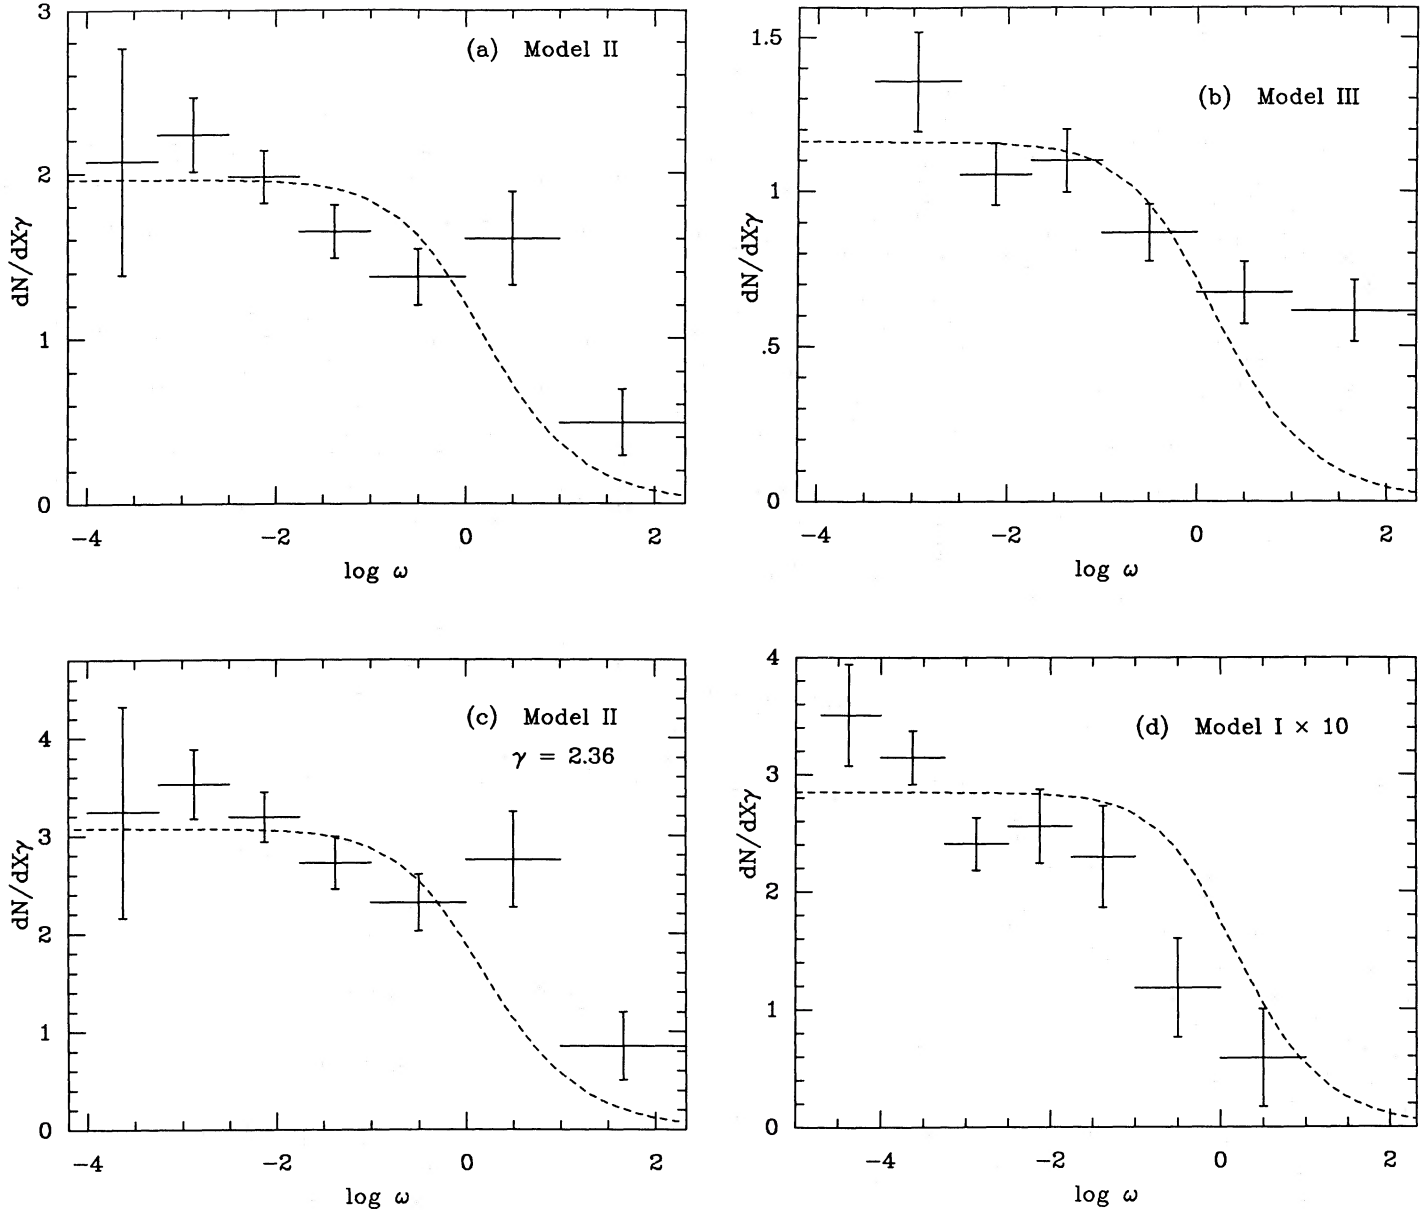 (a) Model II
dN/dXγ
3
2
1
0
−4 −2 0 2
log ω
(b) Model III
dN/dXγ
1.5
1
.5
0
−4 −2 0 2
log ω
(c) Model II
γ = 2.36
dN/dXγ
4
3
2
1
0
−4 −2 0 2
log ω
(d) Model I × 10
dN/dXγ
4
3
2
1
0
−4 −2 0 2
log ω